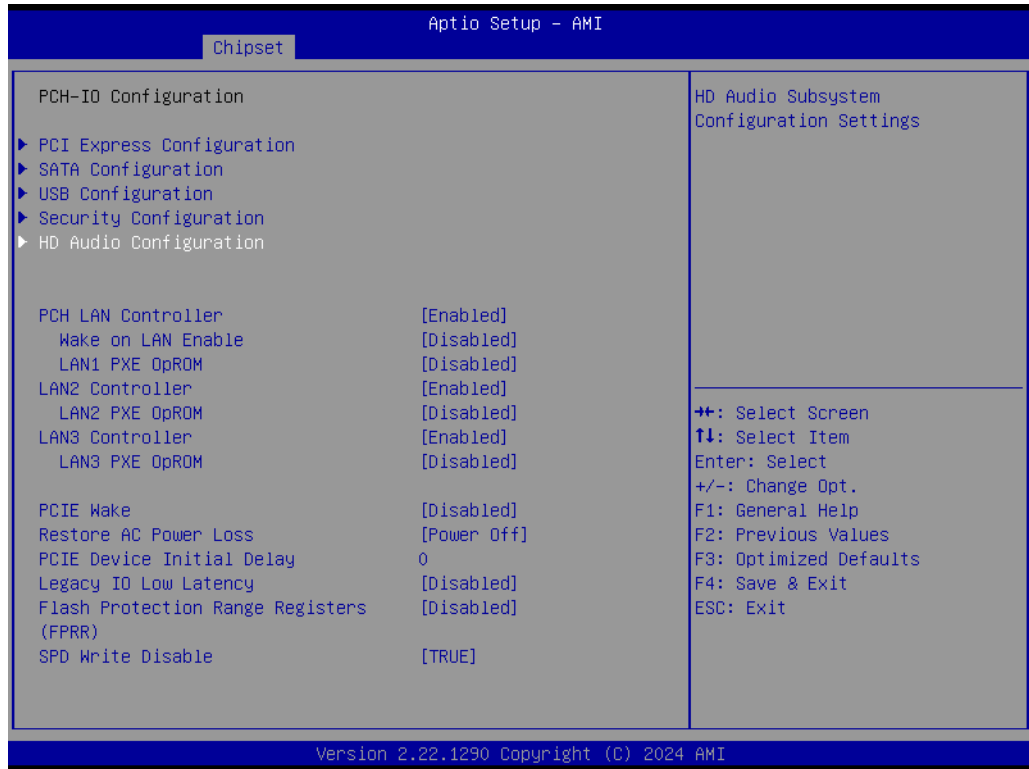 Aptio Setup – AMI
Chipset
PCH-IO Configuration
▶ PCI Express Configuration
▶ SATA Configuration
▶ USB Configuration
▶ Security Configuration
▶ HD Audio Configuration
PCH LAN Controller [Enabled]
Wake on LAN Enable [Disabled]
LAN1 PXE OpROM [Disabled]
LAN2 Controller [Enabled]
LAN2 PXE OpROM [Disabled]
LAN3 Controller [Enabled]
LAN3 PXE OpROM [Disabled]
PCIE Wake [Disabled]
Restore AC Power Loss [Power Off]
PCIE Device Initial Delay 0
Legacy IO Low Latency [Disabled]
Flash Protection Range Registers [Disabled]
(FPRR)
SPD Write Disable [TRUE]
HD Audio Subsystem
Configuration Settings
→←: Select Screen
↑↓: Select Item
Enter: Select
+/-: Change Opt.
F1: General Help
F2: Previous Values
F3: Optimized Defaults
F4: Save & Exit
ESC: Exit
Version 2.22.1290 Copyright (C) 2024 AMI